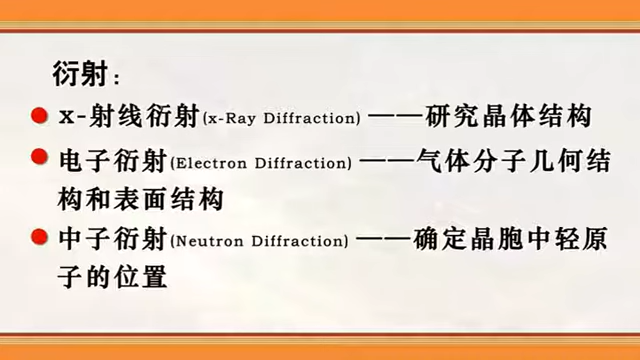 衍射：
x-射线衍射(x-Ray Diffraction) ——研究晶体结构
电子衍射(Electron Diffraction) ——气体分子几何结
构和表面结构
中子衍射(Neutron Diffraction) ——确定晶胞中轻原
子的位置